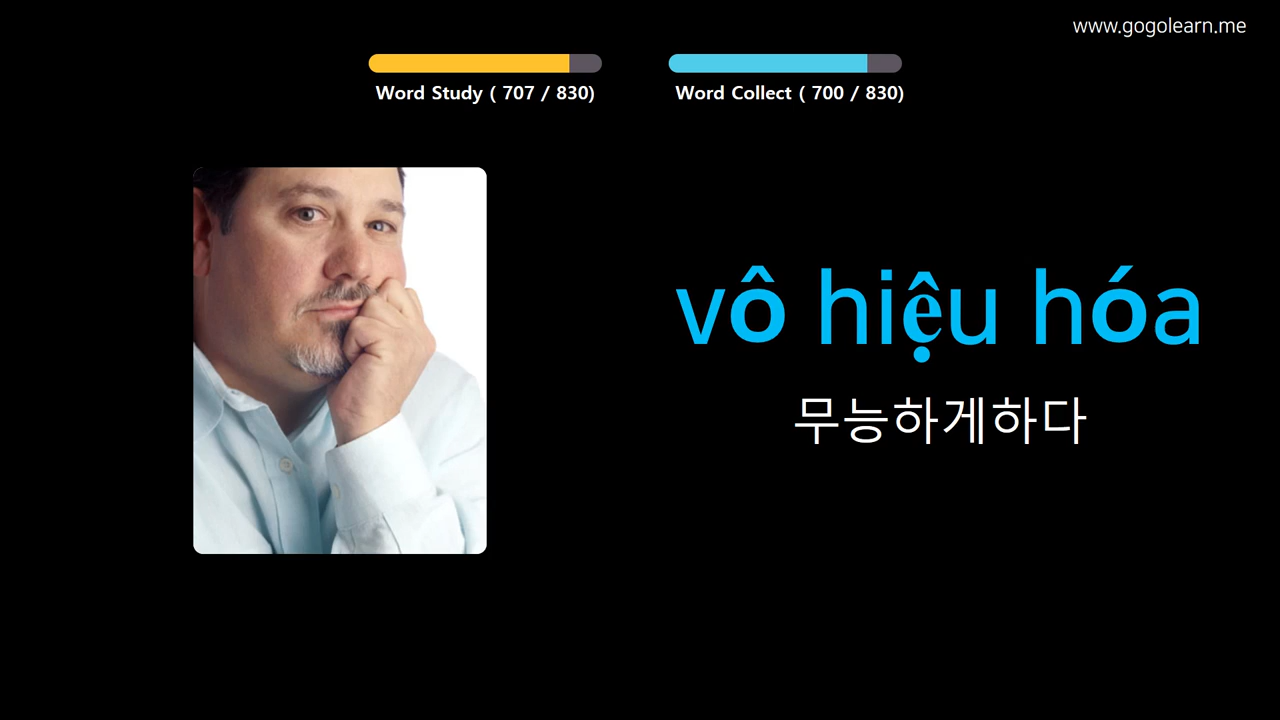 www.gogolearn.me
Word Study ( 707 / 830)
Word Collect ( 700 / 830)
vô hiệu hóa
무능하게하다